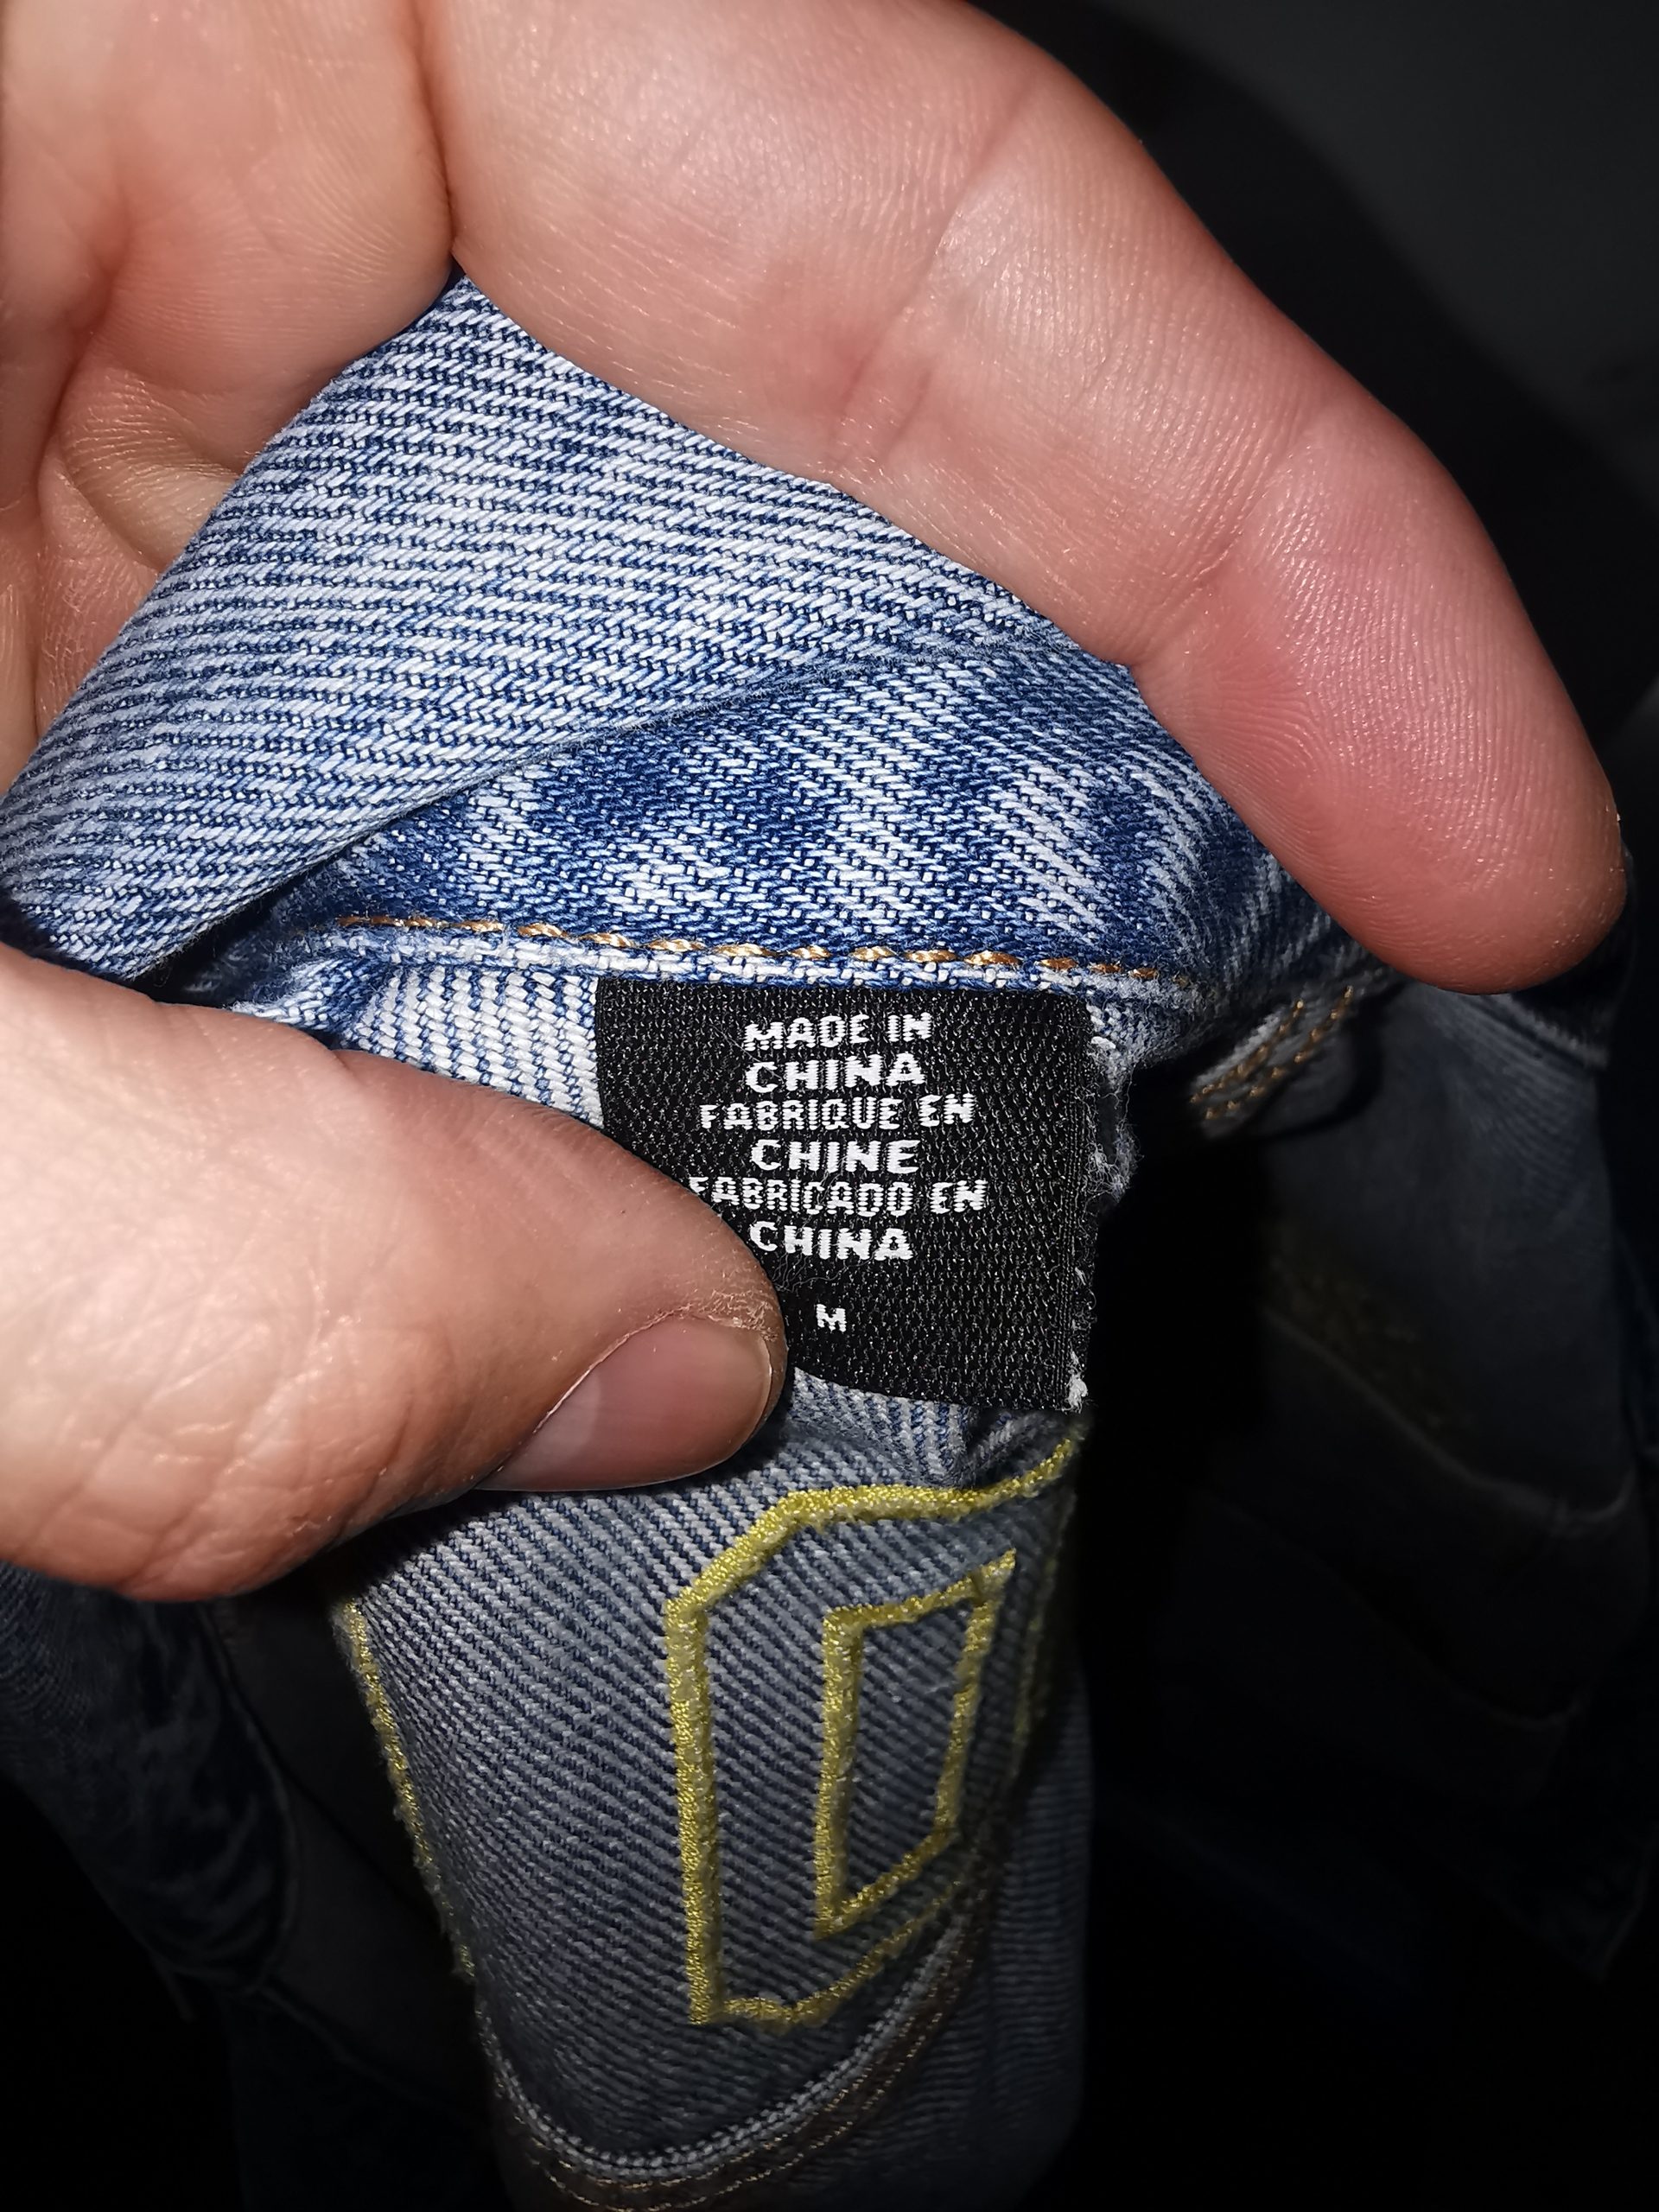 MADE IN
CHINA
FABRIQUE EN
CHINE
FABRICADO EN
CHINA
M